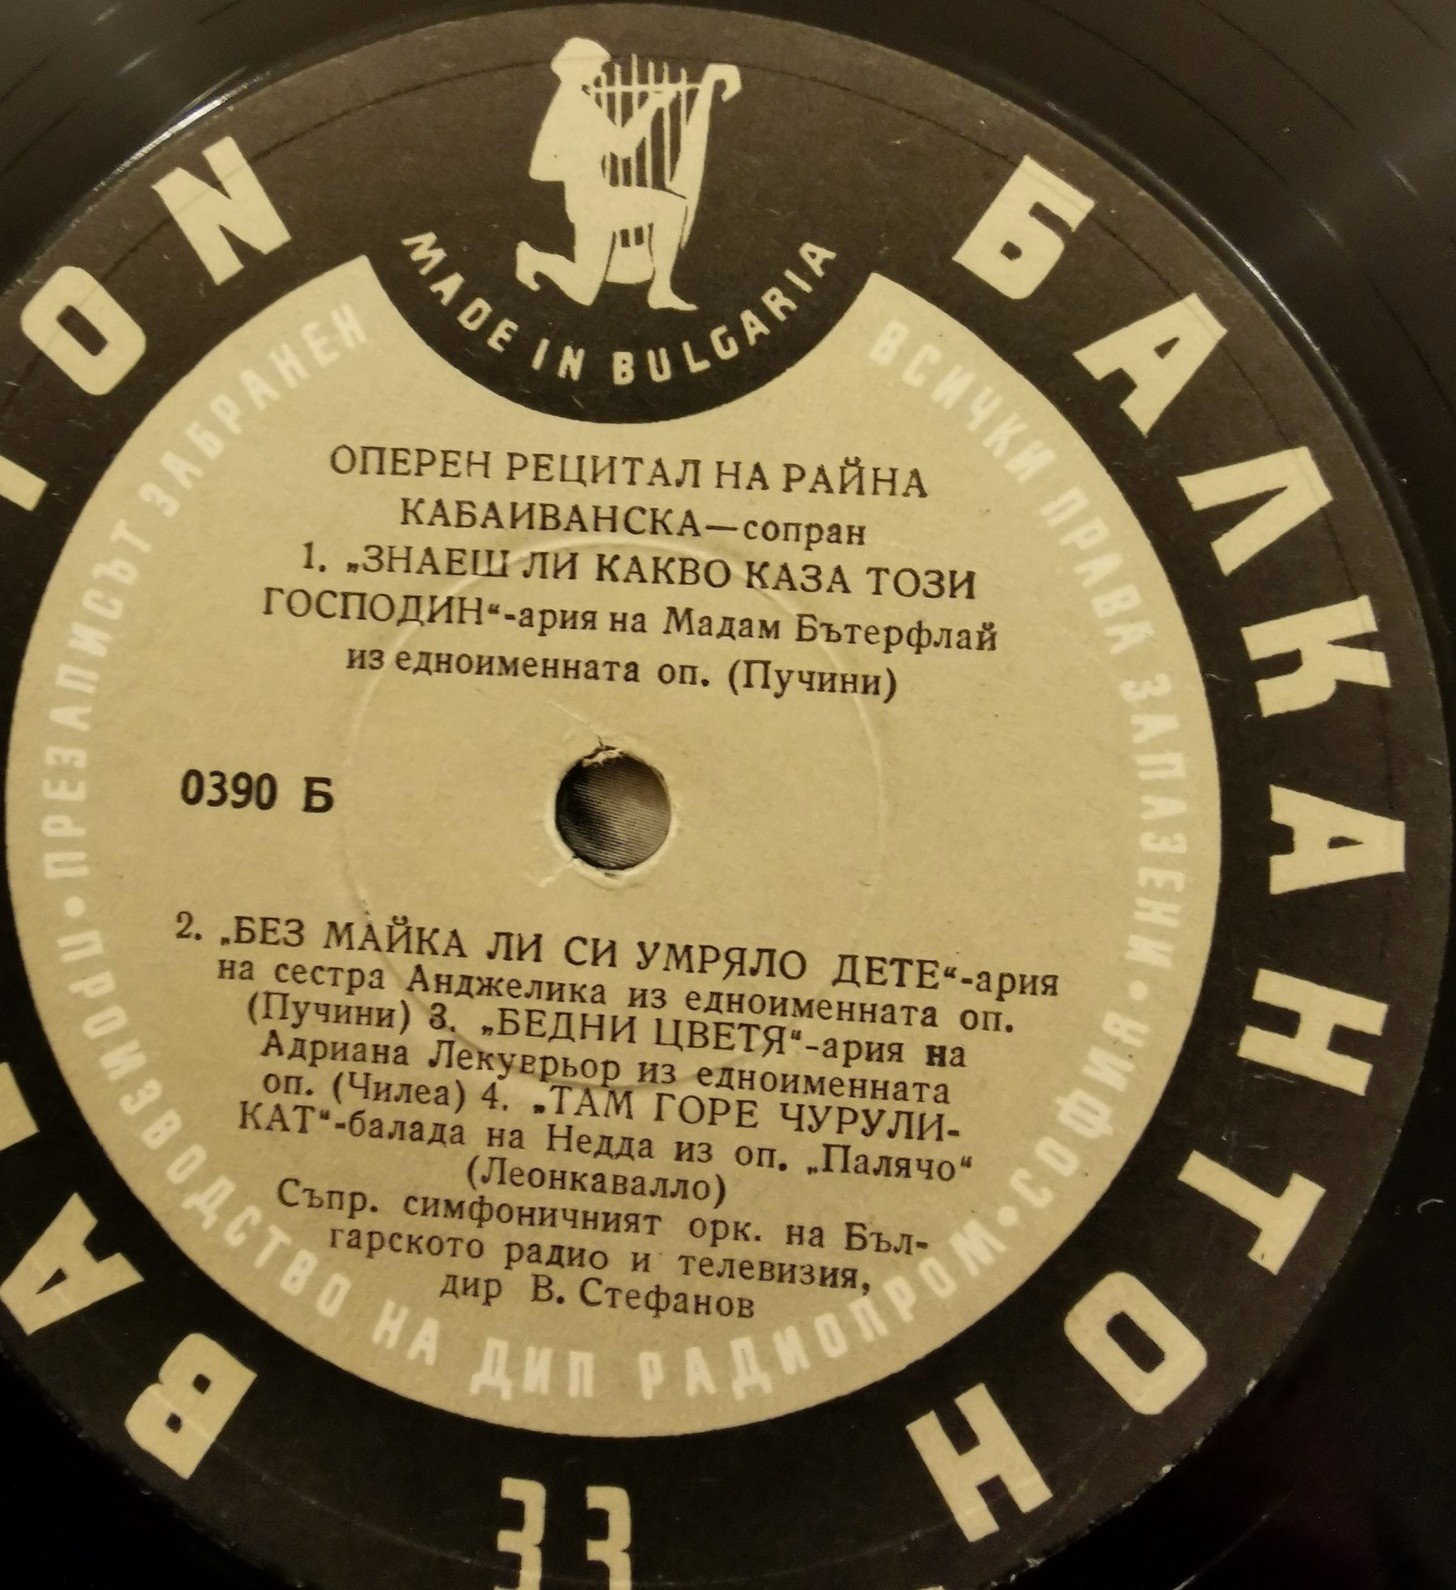 MADE IN BULGARIA
БАЛКАНТОН
ВСИЧКИ ПРАВА ЗАПАЗЕНИ • СОФИЯ • ПРОИЗВОДСТВО НА ДИП РАДИОПРОМ • ПРЕЗАПИСЪТ ЗАБРАНЕН
ОПЕРЕН РЕЦИТАЛ НА РАЙНА
КАБАИВАНСКА—сопран
1. „ЗНАЕШ ЛИ КАКВО КАЗА ТОЗИ
ГОСПОДИН“-ария на Мадам Бътерфлай
из едноименната оп. (Пучини)
0390 Б
2. „БЕЗ МАЙКА ЛИ СИ УМРЯЛО ДЕТЕ“-ария
на сестра Анджелика из едноименната оп.
(Пучини) 3. „БЕДНИ ЦВЕТЯ“-ария на
Адриана Лекуврьор из едноименната
оп. (Чилеа) 4. „ТАМ ГОРЕ ЧУРУЛИ-
КАТ“-балада на Недда из оп. „Палячо“
(Леонкавалло)
Съпр. симфоничният орк. на Бъл-
гарското радио и телевизия,
дир В. Стефанов
33